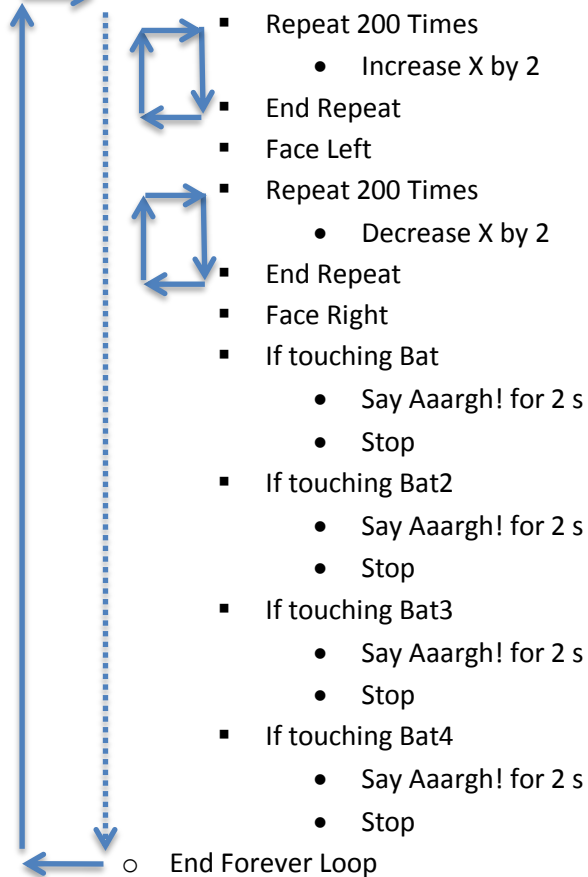 ▪ Repeat 200 Times
• Increase X by 2
▪ End Repeat
▪ Face Left
▪ Repeat 200 Times
• Decrease X by 2
▪ End Repeat
▪ Face Right
▪ If touching Bat
• Say Aaargh! for 2 s
• Stop
▪ If touching Bat2
• Say Aaargh! for 2 s
• Stop
▪ If touching Bat3
• Say Aaargh! for 2 s
• Stop
▪ If touching Bat4
• Say Aaargh! for 2 s
• Stop
○ End Forever Loop